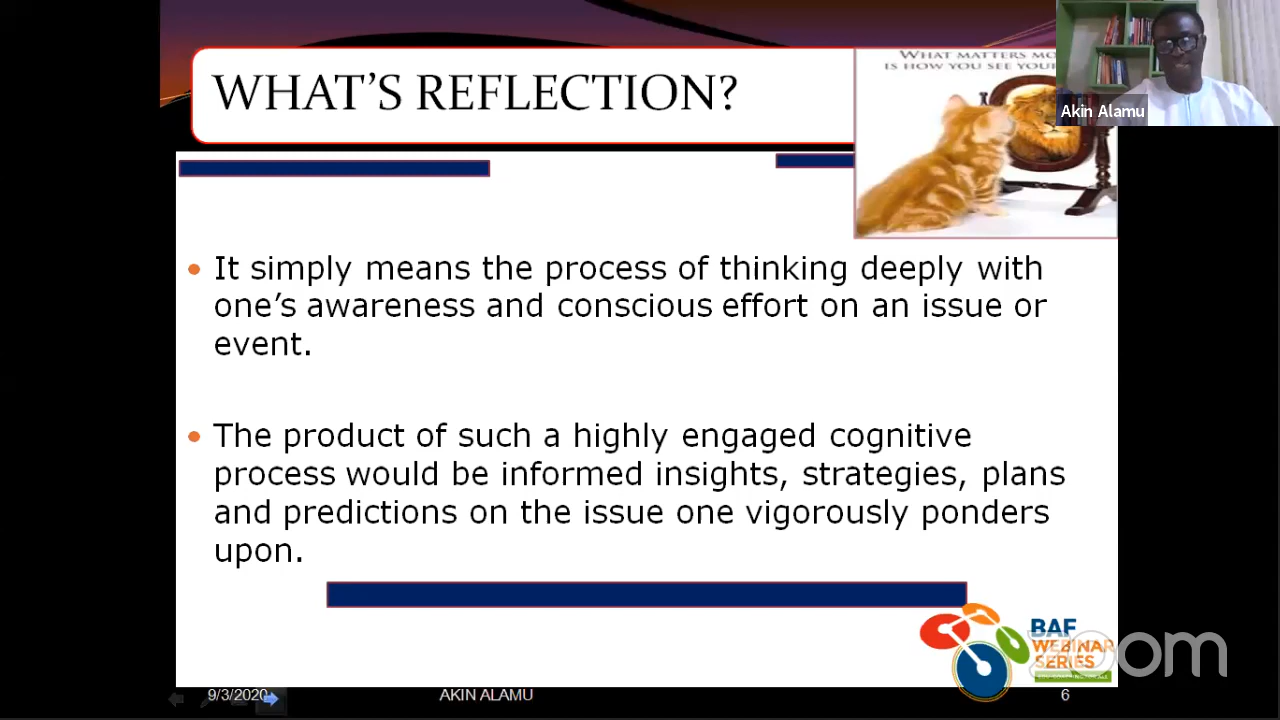 WHAT MATTERS MO
IS HOW YOU SEE YOUR
WHAT'S REFLECTION?
Akin Alamu
• It simply means the process of thinking deeply with
one's awareness and conscious effort on an issue or
event.
• The product of such a highly engaged cognitive
process would be informed insights, strategies, plans
and predictions on the issue one vigorously ponders
upon.
BAF
WEBINAR
SERIES
zoom
9/3/2020
AKIN ALAMU
6